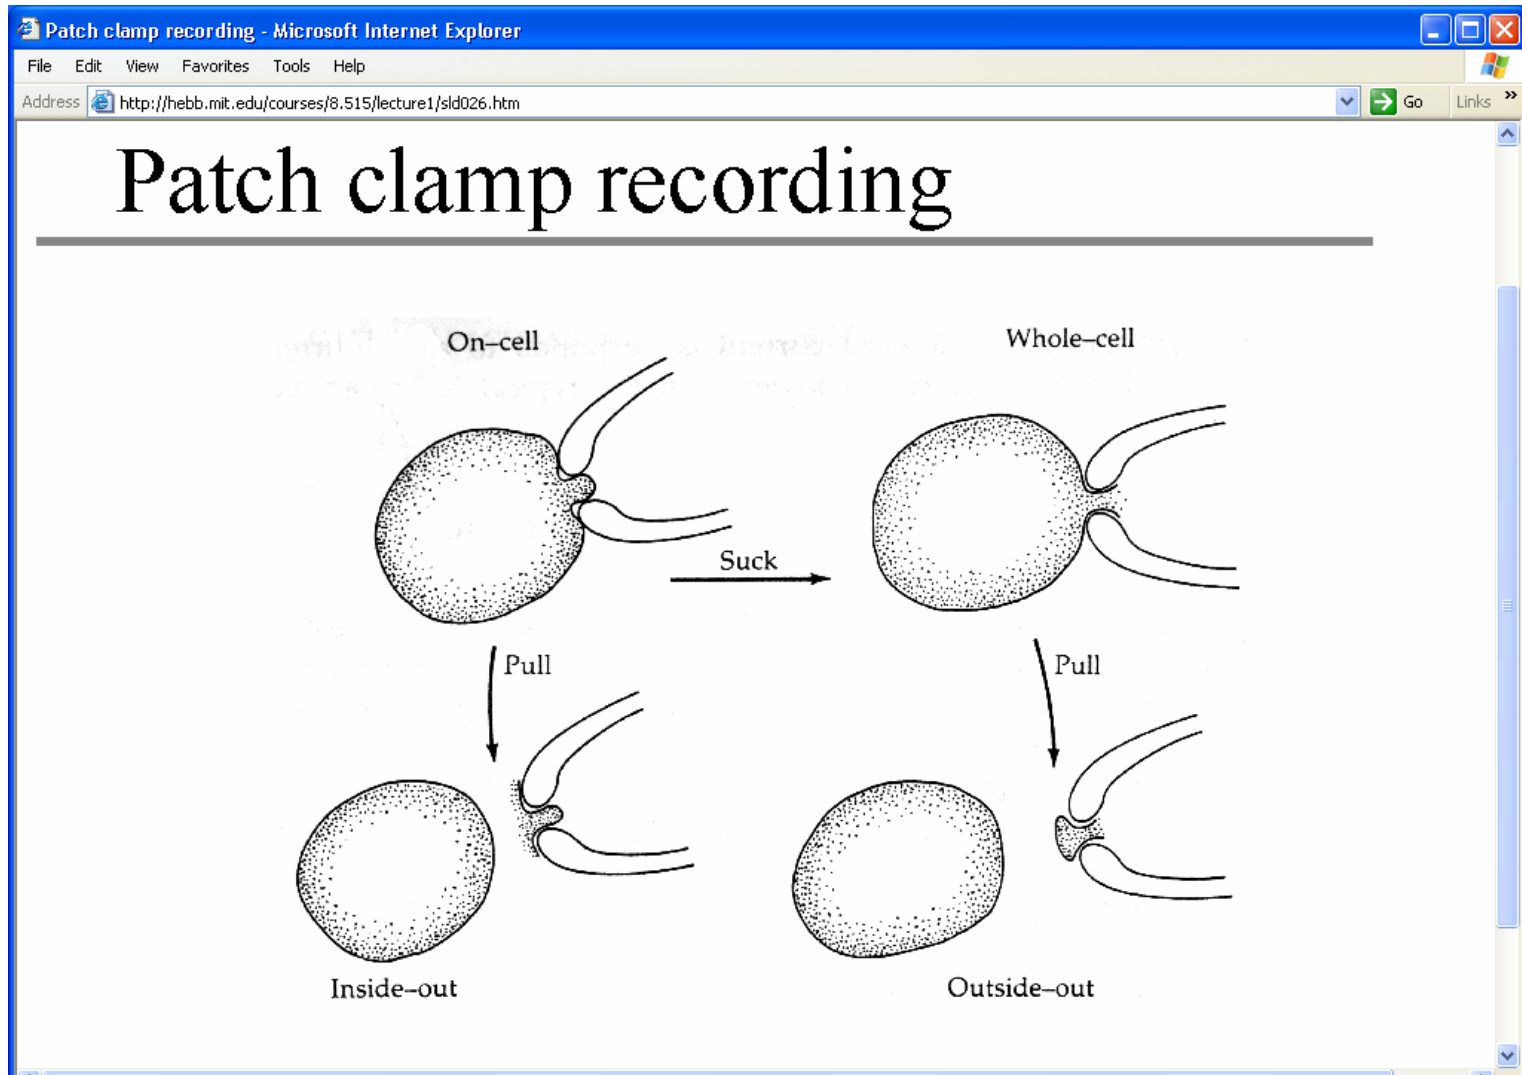 Patch clamp recording - Microsoft Internet Explorer
File Edit View Favorites Tools Help
Address http://hebb.mit.edu/courses/8.515/lecture1/sld026.htm Go Links »
Patch clamp recording
On–cell
Whole–cell
Suck
Pull
Pull
Inside–out
Outside–out